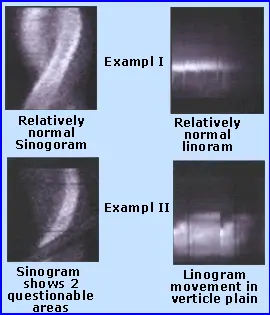 Exampl I
Relatively
normal
Sinogoram
Relatively
normal
linoram
Exampl II
Sinogram
shows 2
questionable
areas
Linogram
movement in
verticle plain